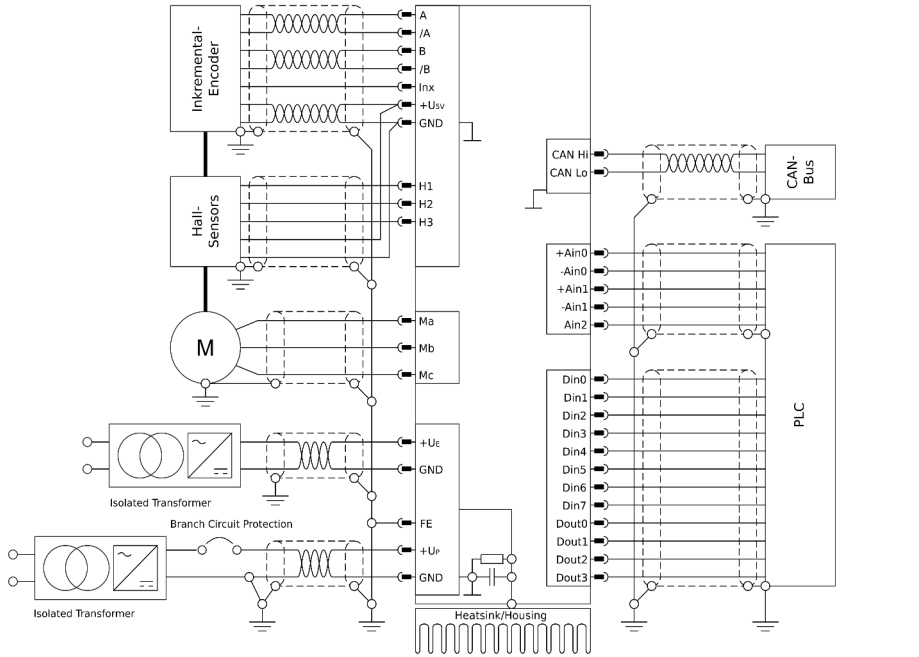 Inkremental-
Encoder
A
/A
B
/B
Inx
+U5V
GND
Hall-
Sensors
H1
H2
H3
M
Ma
Mb
Mc
+UE
GND
Isolated Transformer
Branch Circuit Protection
FE
+UP
GND
Isolated Transformer
Heatsink/Housing
CAN Hi
CAN Lo
CAN-
Bus
+Ain0
-Ain0
+Ain1
-Ain1
Ain2
Din0
Din1
Din2
Din3
Din4
Din5
Din6
Din7
Dout0
Dout1
Dout2
Dout3
PLC